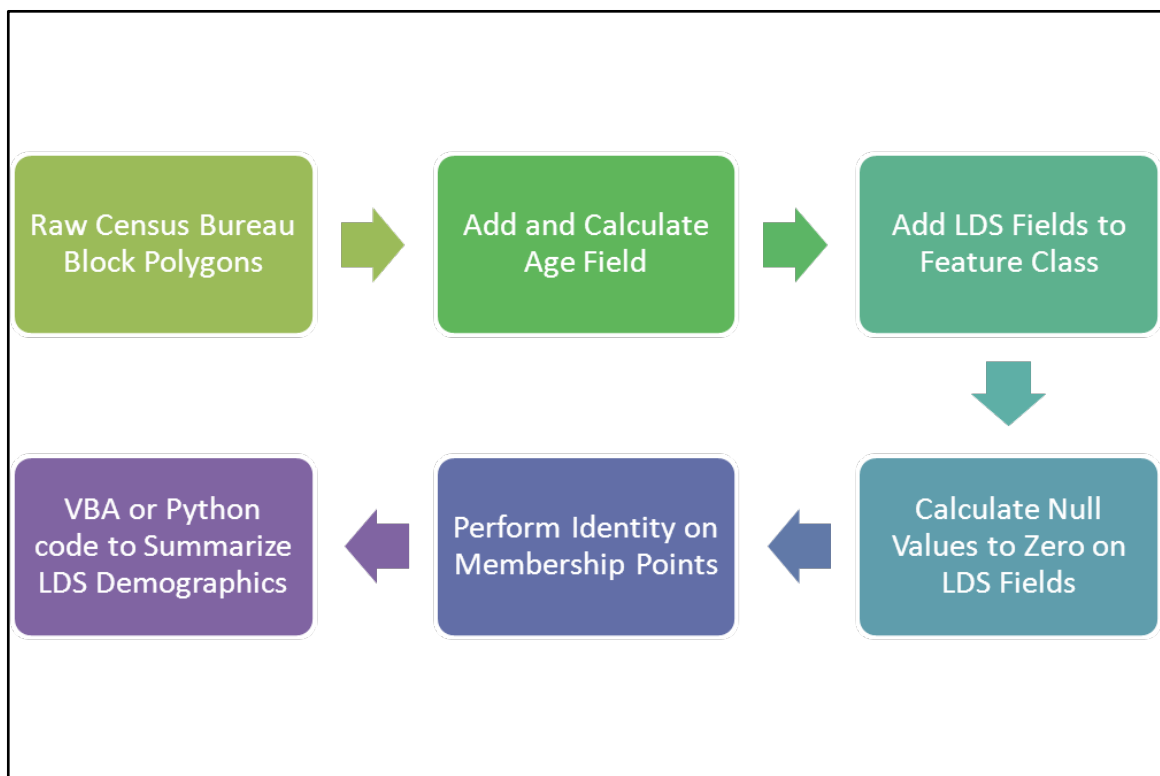 Raw Census Bureau
Block Polygons
Add and Calculate
Age Field
Add LDS Fields to
Feature Class
Calculate Null
Values to Zero on
LDS Fields
Perform Identity on
Membership Points
VBA or Python
code to Summarize
LDS Demographics